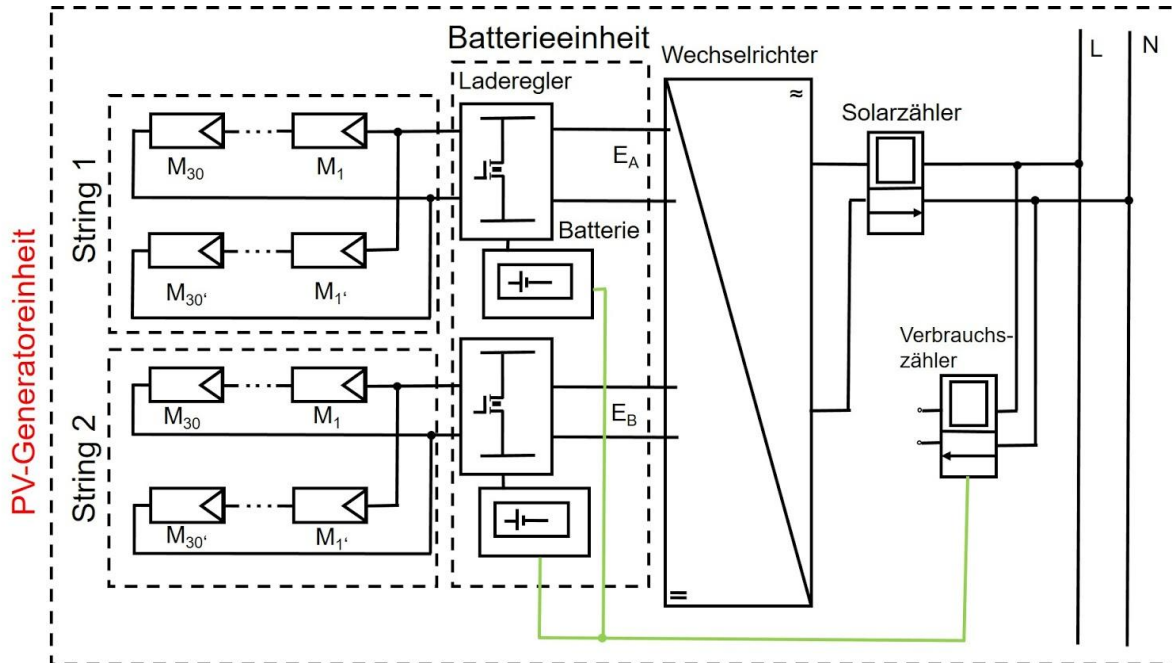 PV-Generatoreinheit
String 1
M30
M1
M30‘
M1‘
String 2
M30
M1
M30‘
M1‘
Batterieeinheit
Laderegler
EA
Batterie
EB
Wechselrichter
≈
=
Solarzähler
L
N
Verbrauchs-
zähler